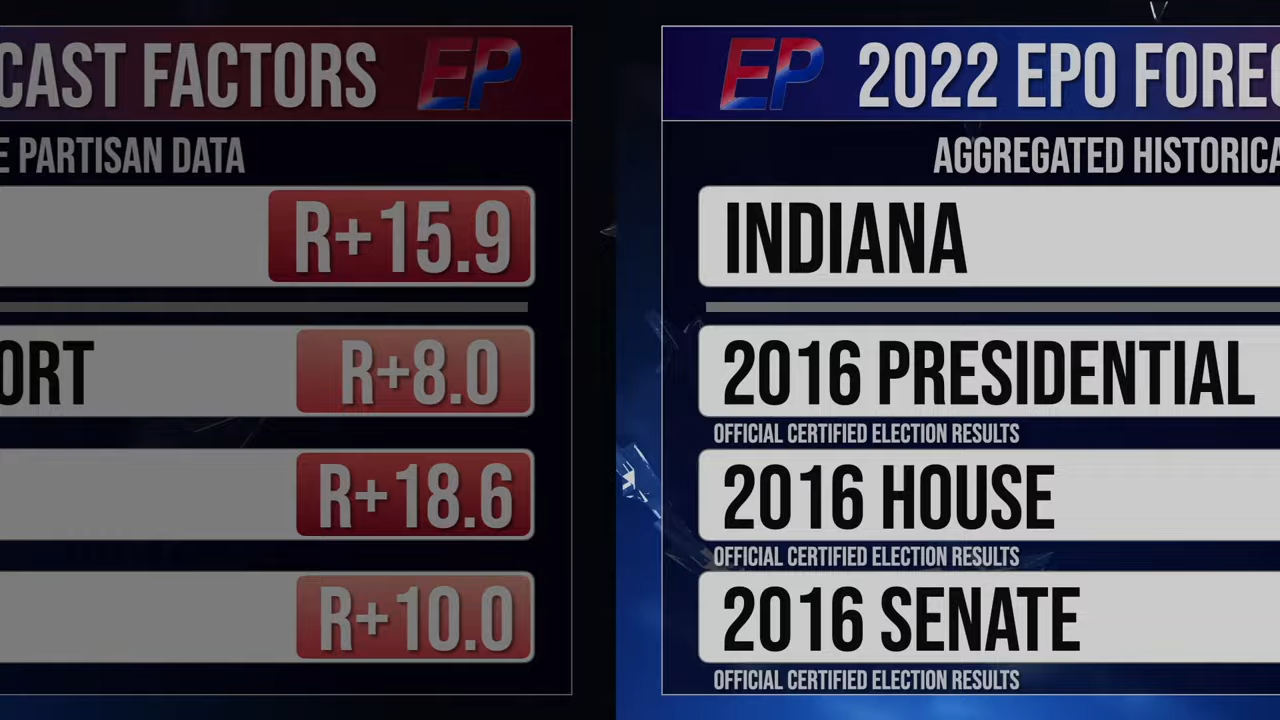 CAST FACTORS EP
E PARTISAN DATA
R+15.9
ORT R+8.0
R+18.6
R+10.0
EP 2022 EPO FOREC
AGGREGATED HISTORICA
INDIANA
2016 PRESIDENTIAL
OFFICIAL CERTIFIED ELECTION RESULTS
2016 HOUSE
OFFICIAL CERTIFIED ELECTION RESULTS
2016 SENATE
OFFICIAL CERTIFIED ELECTION RESULTS